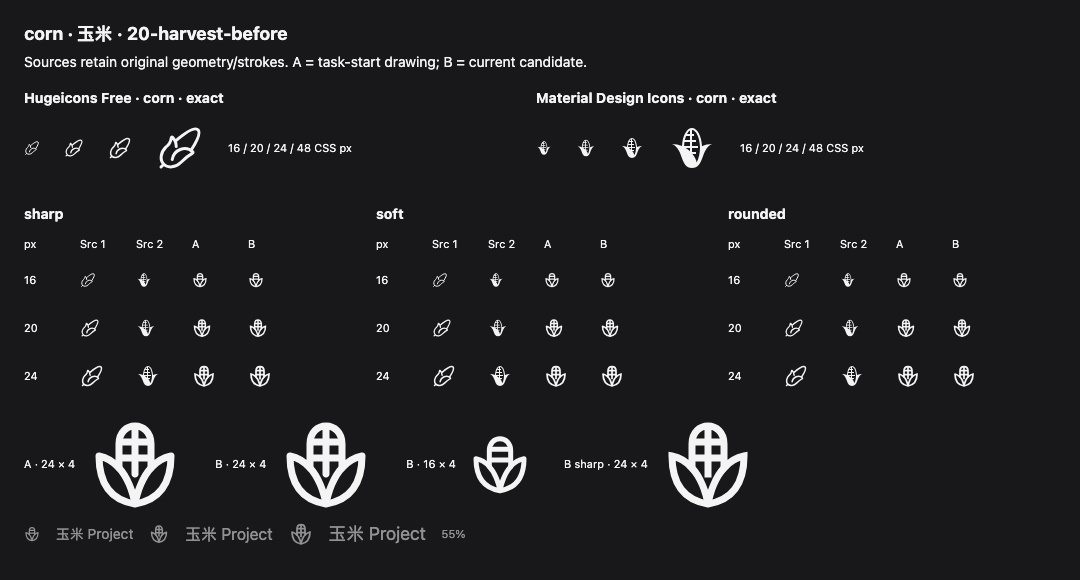 corn · 玉米 · 20-harvest-before
Sources retain original geometry/strokes. A = task-start drawing; B = current candidate.
Hugeicons Free · corn · exact
Material Design Icons · corn · exact
16 / 20 / 24 / 48 CSS px
16 / 20 / 24 / 48 CSS px
sharp
soft
rounded
px Src 1 Src 2 A B
px Src 1 Src 2 A B
px Src 1 Src 2 A B
16
16
16
20
20
20
24
24
24
A · 24 × 4
B · 24 × 4
B · 16 × 4
B sharp · 24 × 4
玉米 Project
玉米 Project
玉米 Project
55%